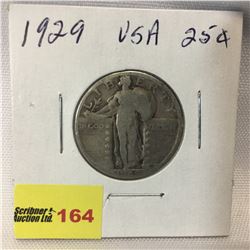 1929 USA 25¢
LIBERTY
Scribner
Auction Ltd. 164